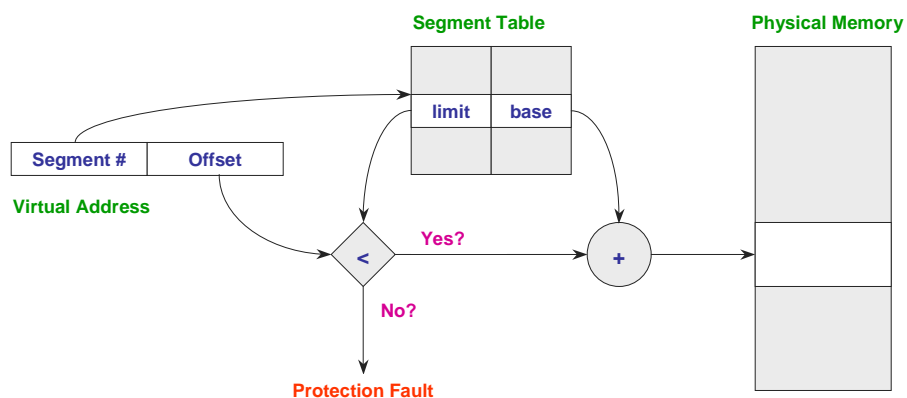 Segment Table
Physical Memory
limit base
Segment # Offset
Virtual Address
Yes?
< +
No?
Protection Fault